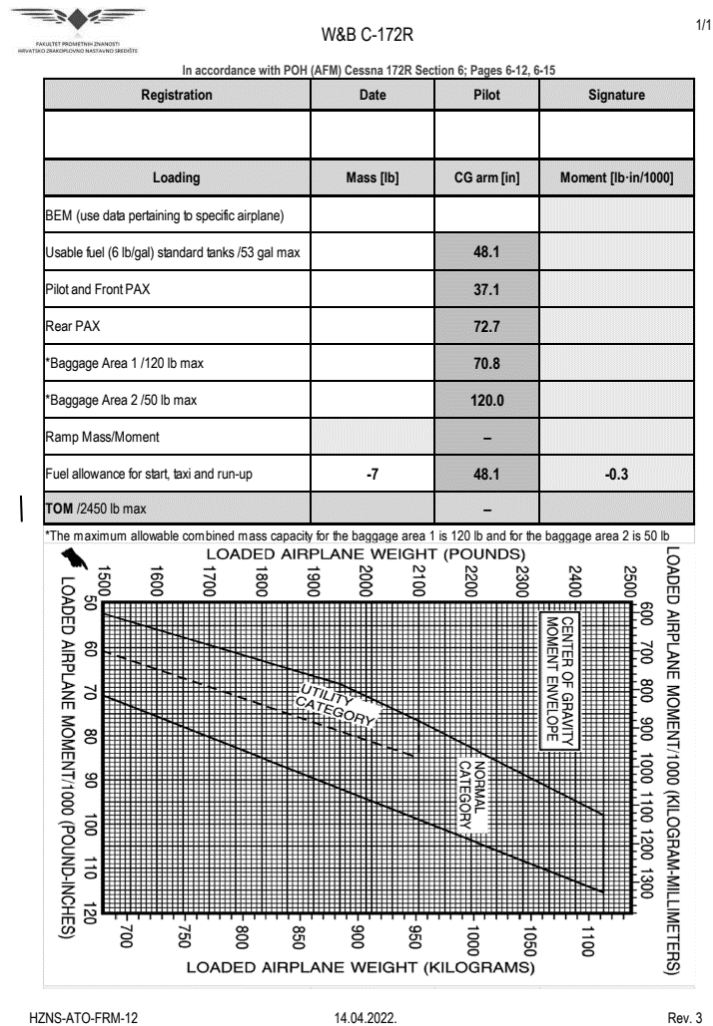 FAKULTET PROMETNIH ZNANOSTI
HRVATSKO ZRAKOPLOVNO NASTAVNO SREDIŠTE
W&B C-172R
1/1
In accordance with POH (AFM) Cessna 172R Section 6; Pages 6-12, 6-15
Registration Date Pilot Signature
Loading Mass [lb] CG arm [in] Moment [lb·in/1000]
BEM (use data pertaining to specific airplane)
Usable fuel (6 lb/gal) standard tanks /53 gal max 48.1
Pilot and Front PAX 37.1
Rear PAX 72.7
*Baggage Area 1 /120 lb max 70.8
*Baggage Area 2 /50 lb max 120.0
Ramp Mass/Moment –
Fuel allowance for start, taxi and run-up -7 48.1 -0.3
TOM /2450 lb max –
*The maximum allowable combined mass capacity for the baggage area 1 is 120 lb and for the baggage area 2 is 50 lb
LOADED AIRPLANE WEIGHT (POUNDS)
1500 1600 1700 1800 1900 2000 2100 2200 2300 2400 2500
LOADED AIRPLANE MOMENT/1000 (POUND-INCHES)
50 60 70 80 90 100 110 120
CENTER OF GRAVITY
MOMENT ENVELOPE
UTILITY
CATEGORY
NORMAL
CATEGORY
600 700 800 900 1000 1100 1200 1300
LOADED AIRPLANE MOMENT/1000 (KILOGRAM-MILLIMETERS)
700 750 800 850 900 950 1000 1050 1100
LOADED AIRPLANE WEIGHT (KILOGRAMS)
HZNS-ATO-FRM-12 14.04.2022. Rev. 3